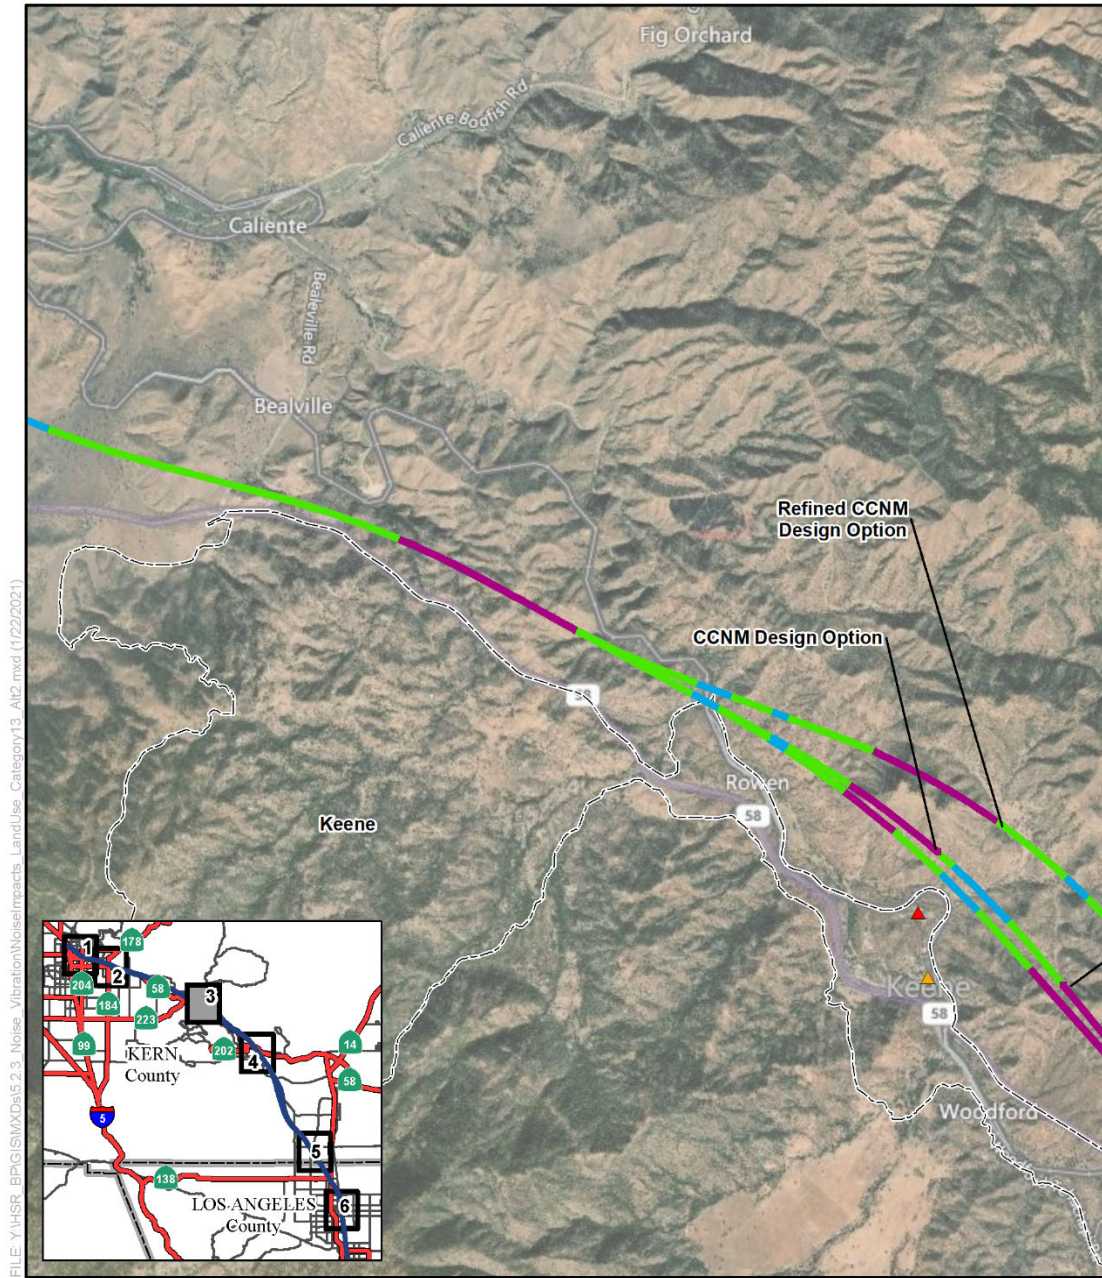 Fig Orchard
Caliente Bodfish Rd
Caliente
Bealeville Rd
Bealville
Refined CCNM
Design Option
CCNM Design Option
58
Rowen
58
Keene
Keene
58
Woodford
1
178
2
204
58
3
184
223
99
KERN
County
202
4
14
58
5
5
138
LOS ANGELES
County
6
FILE: Y:\HSR_BP\GIS\MXDs\5.2.3_Noise_Vibration\NoiseImpacts_LandUse_Category13_Alt2.mxd (1/22/2021)